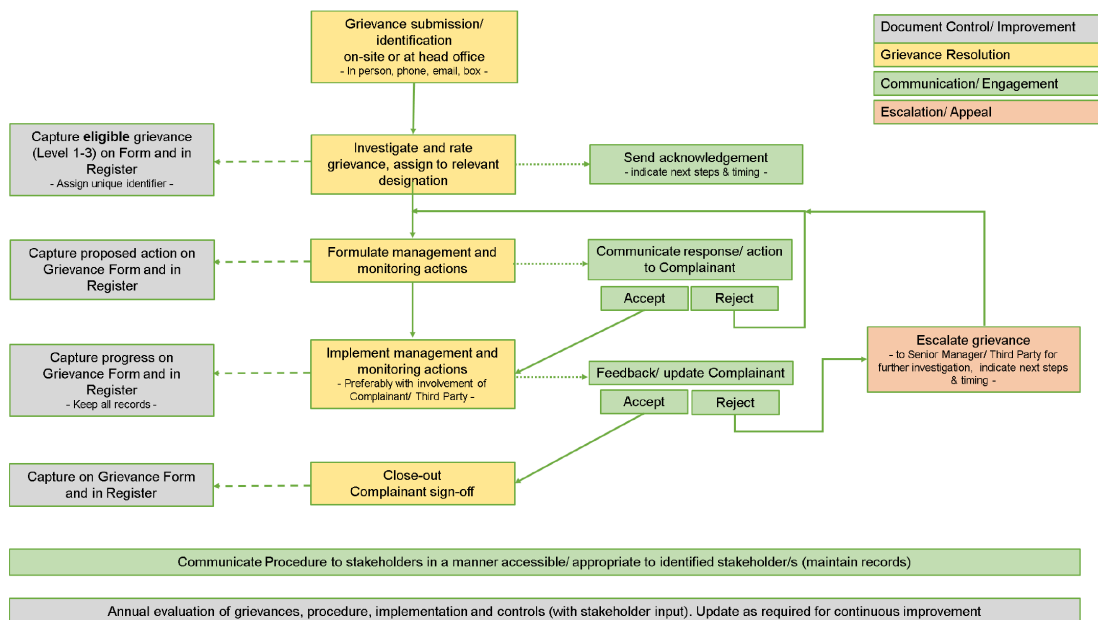 Grievance submission/
identification
on-site or at head office
- In person, phone, email, box -
Document Control/ Improvement
Grievance Resolution
Communication/ Engagement
Escalation/ Appeal
Capture eligible grievance
(Level 1-3) on Form and in
Register
- Assign unique identifier -
Investigate and rate
grievance, assign to relevant
designation
Send acknowledgement
- indicate next steps & timing -
Capture proposed action on
Grievance Form and in
Register
Formulate management and
monitoring actions
Communicate response/ action
to Complainant
Accept
Reject
Capture progress on
Grievance Form and in
Register
- Keep all records -
Implement management and
monitoring actions
- Preferably with involvement of
Complainant/ Third Party -
Feedback/ update Complainant
Accept
Reject
Escalate grievance
- to Senior Manager/ Third Party for
further investigation, indicate next steps
& timing -
Capture on Grievance Form
and in Register
Close-out
Complainant sign-off
Communicate Procedure to stakeholders in a manner accessible/ appropriate to identified stakeholder/s (maintain records)
Annual evaluation of grievances, procedure, implementation and controls (with stakeholder input). Update as required for continuous improvement